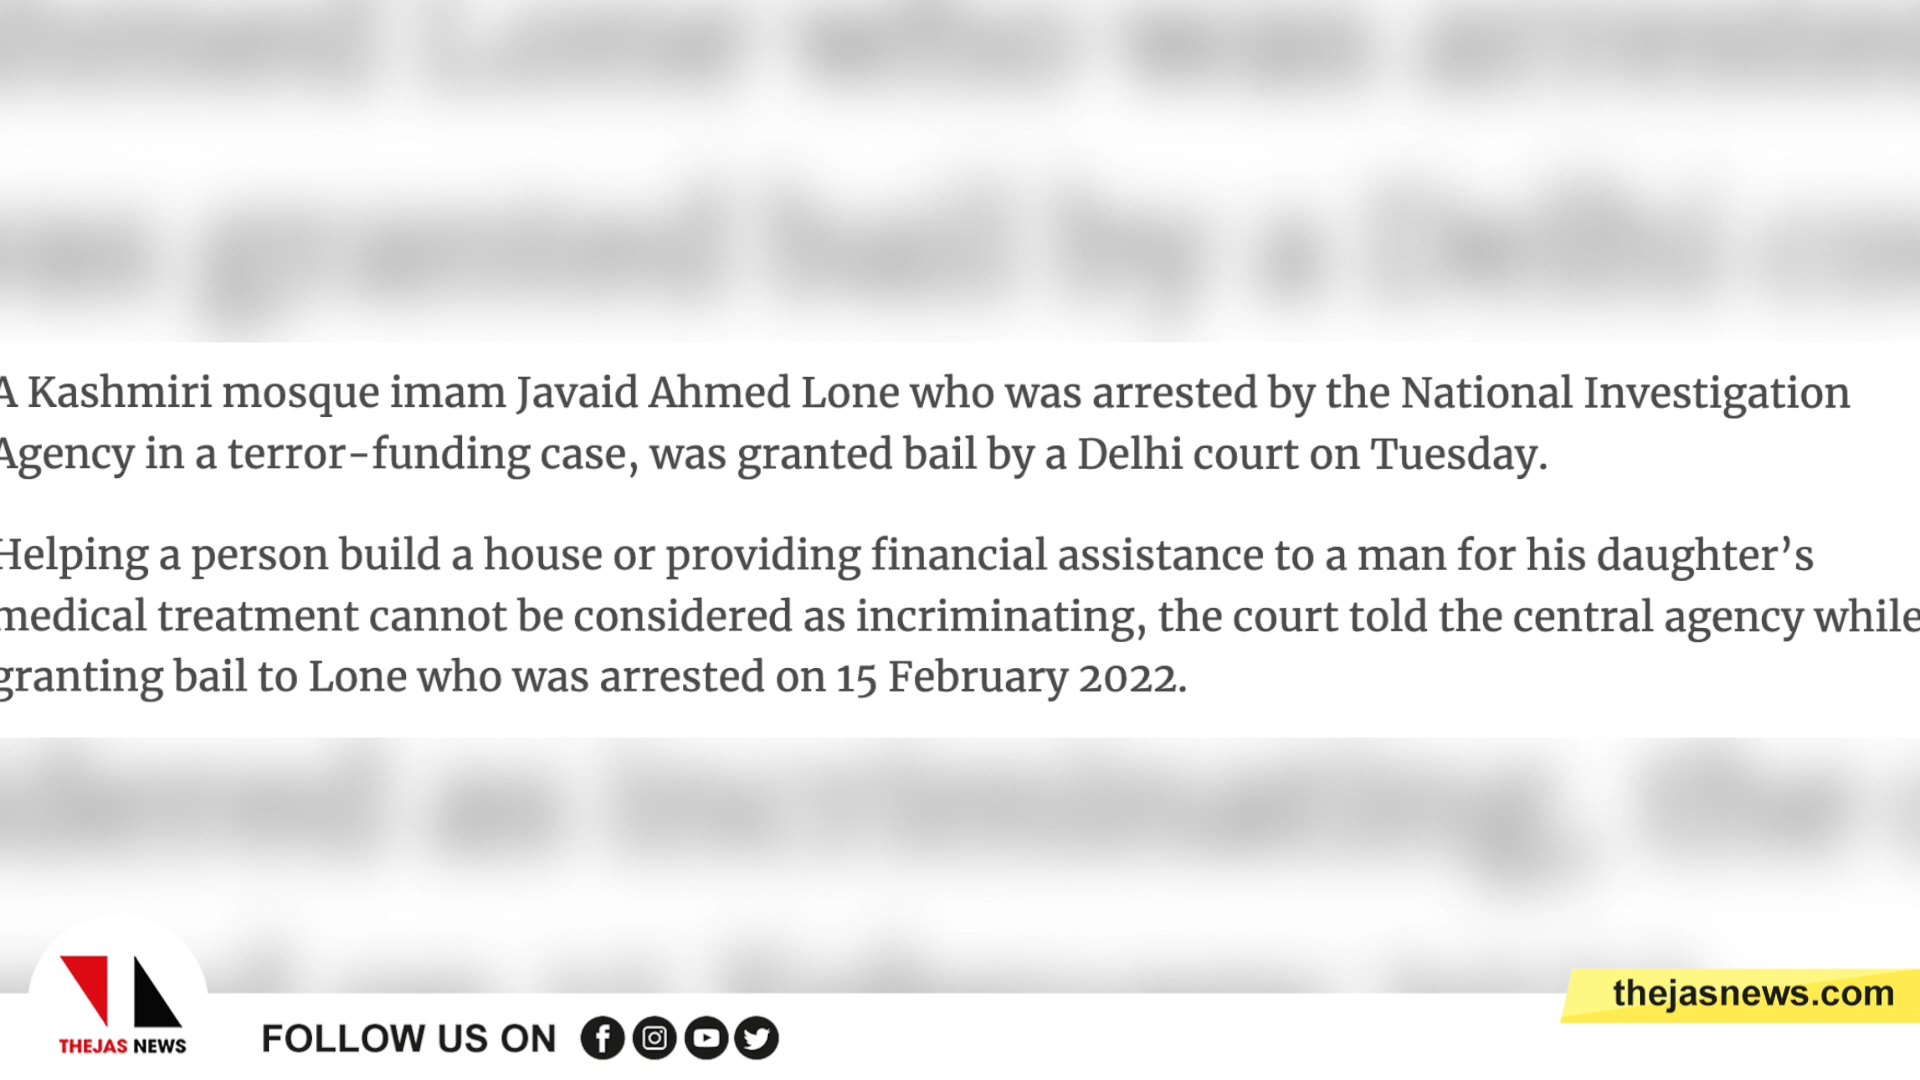 A Kashmiri mosque imam Javaid Ahmed Lone who was arrested by the National Investigation
Agency in a terror-funding case, was granted bail by a Delhi court on Tuesday.
Helping a person build a house or providing financial assistance to a man for his daughter’s
medical treatment cannot be considered as incriminating, the court told the central agency while
granting bail to Lone who was arrested on 15 February 2022.
thejasnews.com
THEJAS NEWS
FOLLOW US ON